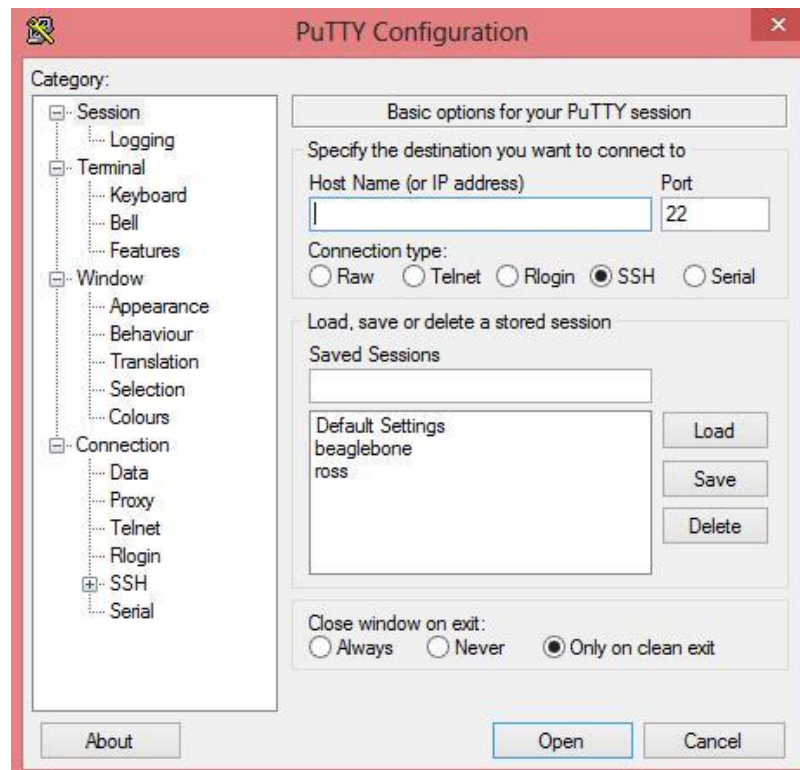 PuTTY Configuration
Category:
Session
Logging
Terminal
Keyboard
Bell
Features
Window
Appearance
Behaviour
Translation
Selection
Colours
Connection
Data
Proxy
Telnet
Rlogin
SSH
Serial
Basic options for your PuTTY session
Specify the destination you want to connect to
Host Name (or IP address) Port
22
Connection type:
Raw Telnet Rlogin SSH Serial
Load, save or delete a stored session
Saved Sessions
Default Settings
beaglebone
ross
Load
Save
Delete
Close window on exit:
Always Never Only on clean exit
About Open Cancel